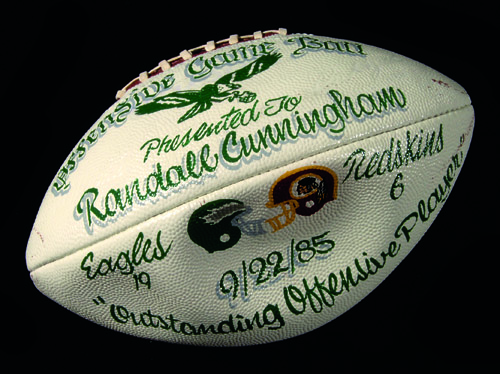 Offensive Game Ball
Presented To
Randall Cunningham
Eagles
19
Redskins
6
9/22/85
"Outstanding Offensive Player"